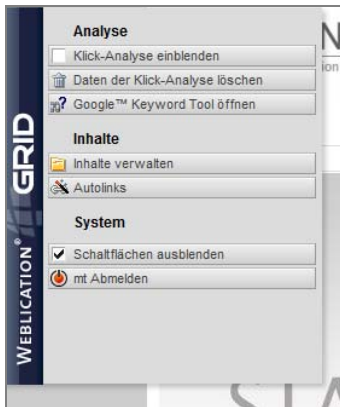 Analyse
Klick-Analyse einblenden
Daten der Klick-Analyse löschen
Google™ Keyword Tool öffnen
Inhalte
Inhalte verwalten
Autolinks
System
Schaltflächen ausblenden
mt Abmelden
WEBLICATION® GRID
N
ion